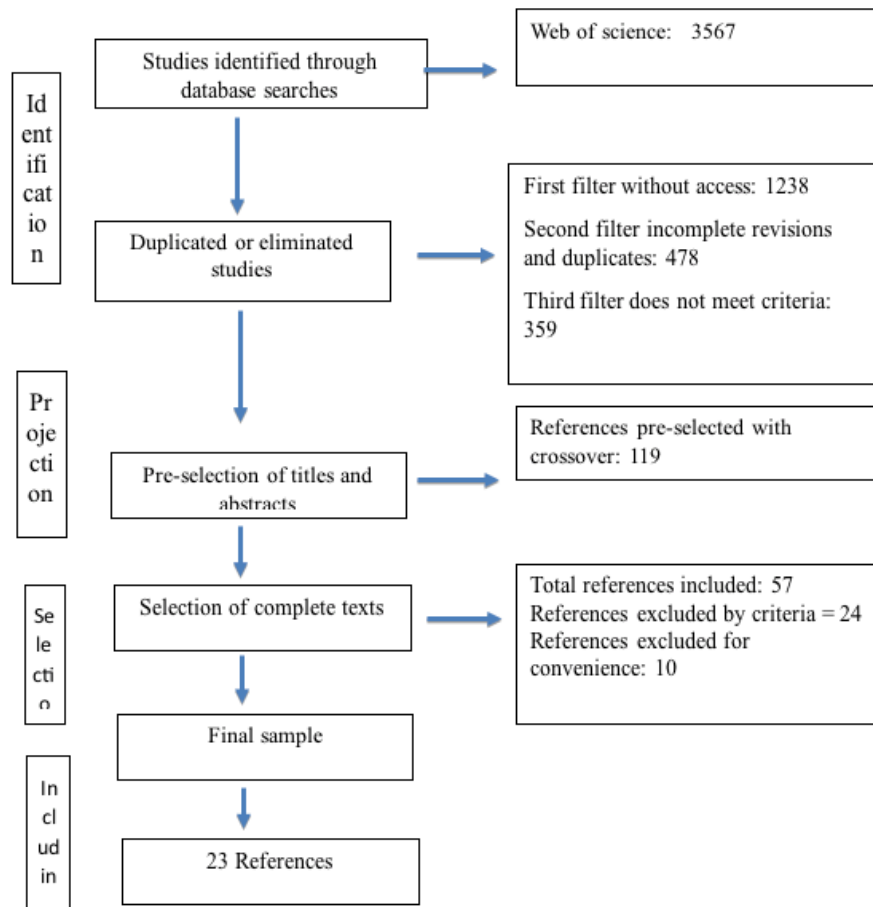 Web of science: 3567
Studies identified through
database searches
Id
ent
ifi
cat
io
n
First filter without access: 1238
Second filter incomplete revisions
and duplicates: 478
Third filter does not meet criteria:
359
Duplicated or eliminated
studies
Pr
oje
cti
on
References pre-selected with
crossover: 119
Pre-selection of titles and
abstracts
Se
le
cti
o
Selection of complete texts
Total references included: 57
References excluded by criteria = 24
References excluded for
convenience: 10
Final sample
In
cl
ud
in
23 References